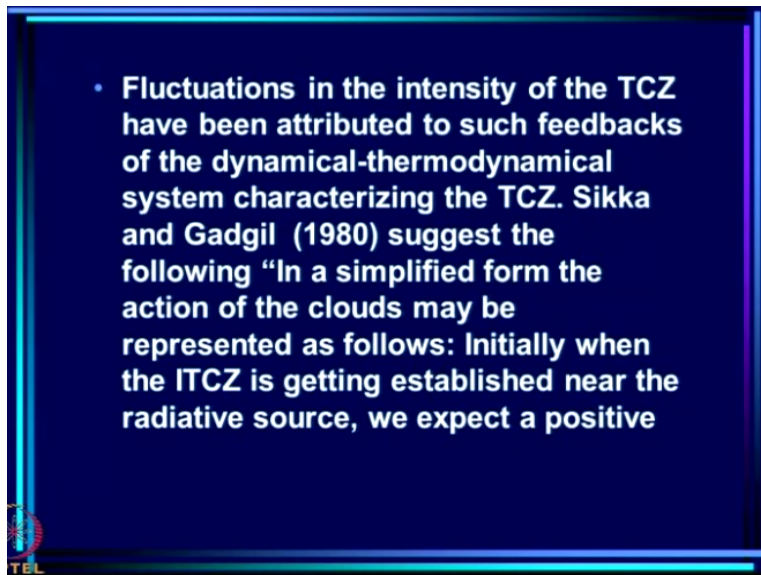 • Fluctuations in the intensity of the TCZ
have been attributed to such feedbacks
of the dynamical-thermodynamical
system characterizing the TCZ. Sikka
and Gadgil (1980) suggest the
following “In a simplified form the
action of the clouds may be
represented as follows: Initially when
the ITCZ is getting established near the
radiative source, we expect a positive
PTEL